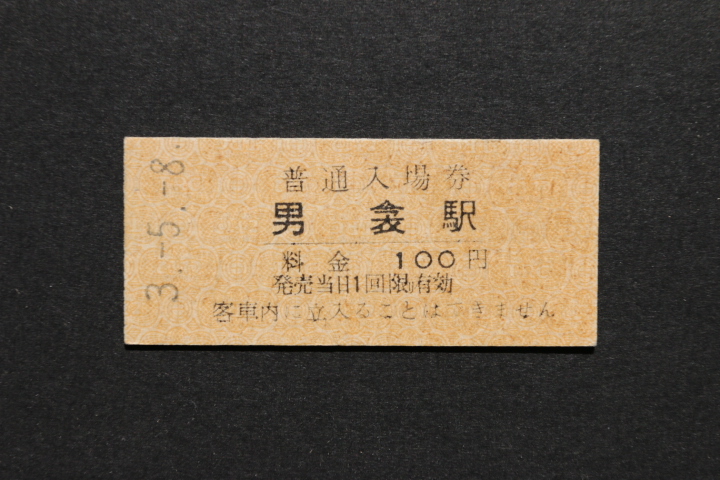 普通入場券
男衾駅
料金 100円
発売当日1回限り有効
客車内に立入ることはできません
3.-5.-8.